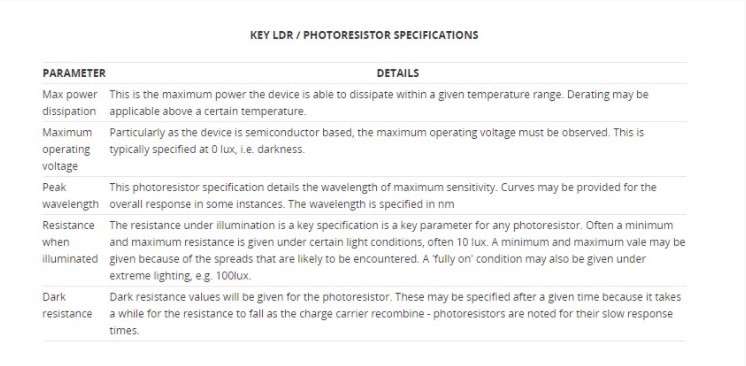 KEY LDR / PHOTORESISTOR SPECIFICATIONS
PARAMETER DETAILS
Max power dissipation This is the maximum power the device is able to dissipate within a given temperature range. Derating may be
applicable above a certain temperature.
Maximum operating voltage Particularly as the device is semiconductor based, the maximum operating voltage must be observed. This is
typically specified at 0 lux, i.e. darkness.
Peak wavelength This photoresistor specification details the wavelength of maximum sensitivity. Curves may be provided for the
overall response in some instances. The wavelength is specified in nm
Resistance when illuminated The resistance under illumination is a key specification is a key parameter for any photoresistor. Often a minimum
and maximum resistance is given under certain light conditions, often 10 lux. A minimum and maximum vale may be
given because of the spreads that are likely to be encountered. A 'fully on' condition may also be given under
extreme lighting, e.g. 100lux.
Dark resistance Dark resistance values will be given for the photoresistor. These may be specified after a given time because it takes
a while for the resistance to fall as the charge carrier recombine - photoresistors are noted for their slow response
times.